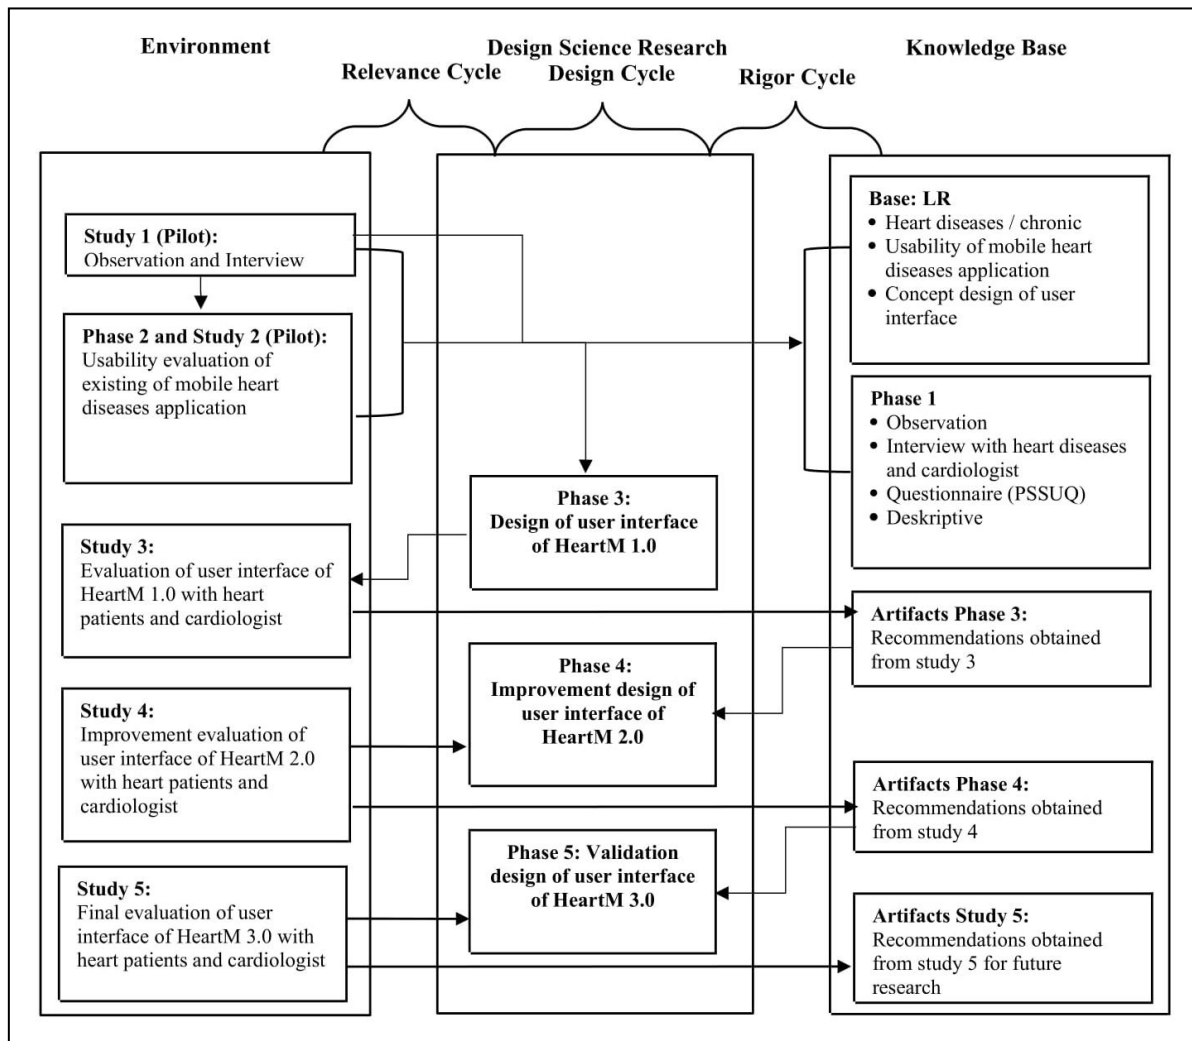 Environment
Design Science Research
Design Cycle
Knowledge Base
Relevance Cycle
Rigor Cycle
Study 1 (Pilot):
Observation and Interview
Phase 2 and Study 2 (Pilot):
Usability evaluation of
existing of mobile heart
diseases application
Study 3:
Evaluation of user interface of
HeartM 1.0 with heart
patients and cardiologist
Study 4:
Improvement evaluation of
user interface of HeartM 2.0
with heart patients and
cardiologist
Study 5:
Final evaluation of user
interface of HeartM 3.0 with
heart patients and cardiologist
Phase 3:
Design of user interface
of HeartM 1.0
Phase 4:
Improvement design of
user interface of
HeartM 2.0
Phase 5: Validation
design of user interface
of HeartM 3.0
Base: LR
• Heart diseases / chronic
• Usability of mobile heart
diseases application
• Concept design of user
interface
Phase 1
• Observation
• Interview with heart diseases
and cardiologist
• Questionnaire (PSSUQ)
• Deskriptive
Artifacts Phase 3:
Recommendations obtained
from study 3
Artifacts Phase 4:
Recommendations obtained
from study 4
Artifacts Study 5:
Recommendations obtained
from study 5 for future
research